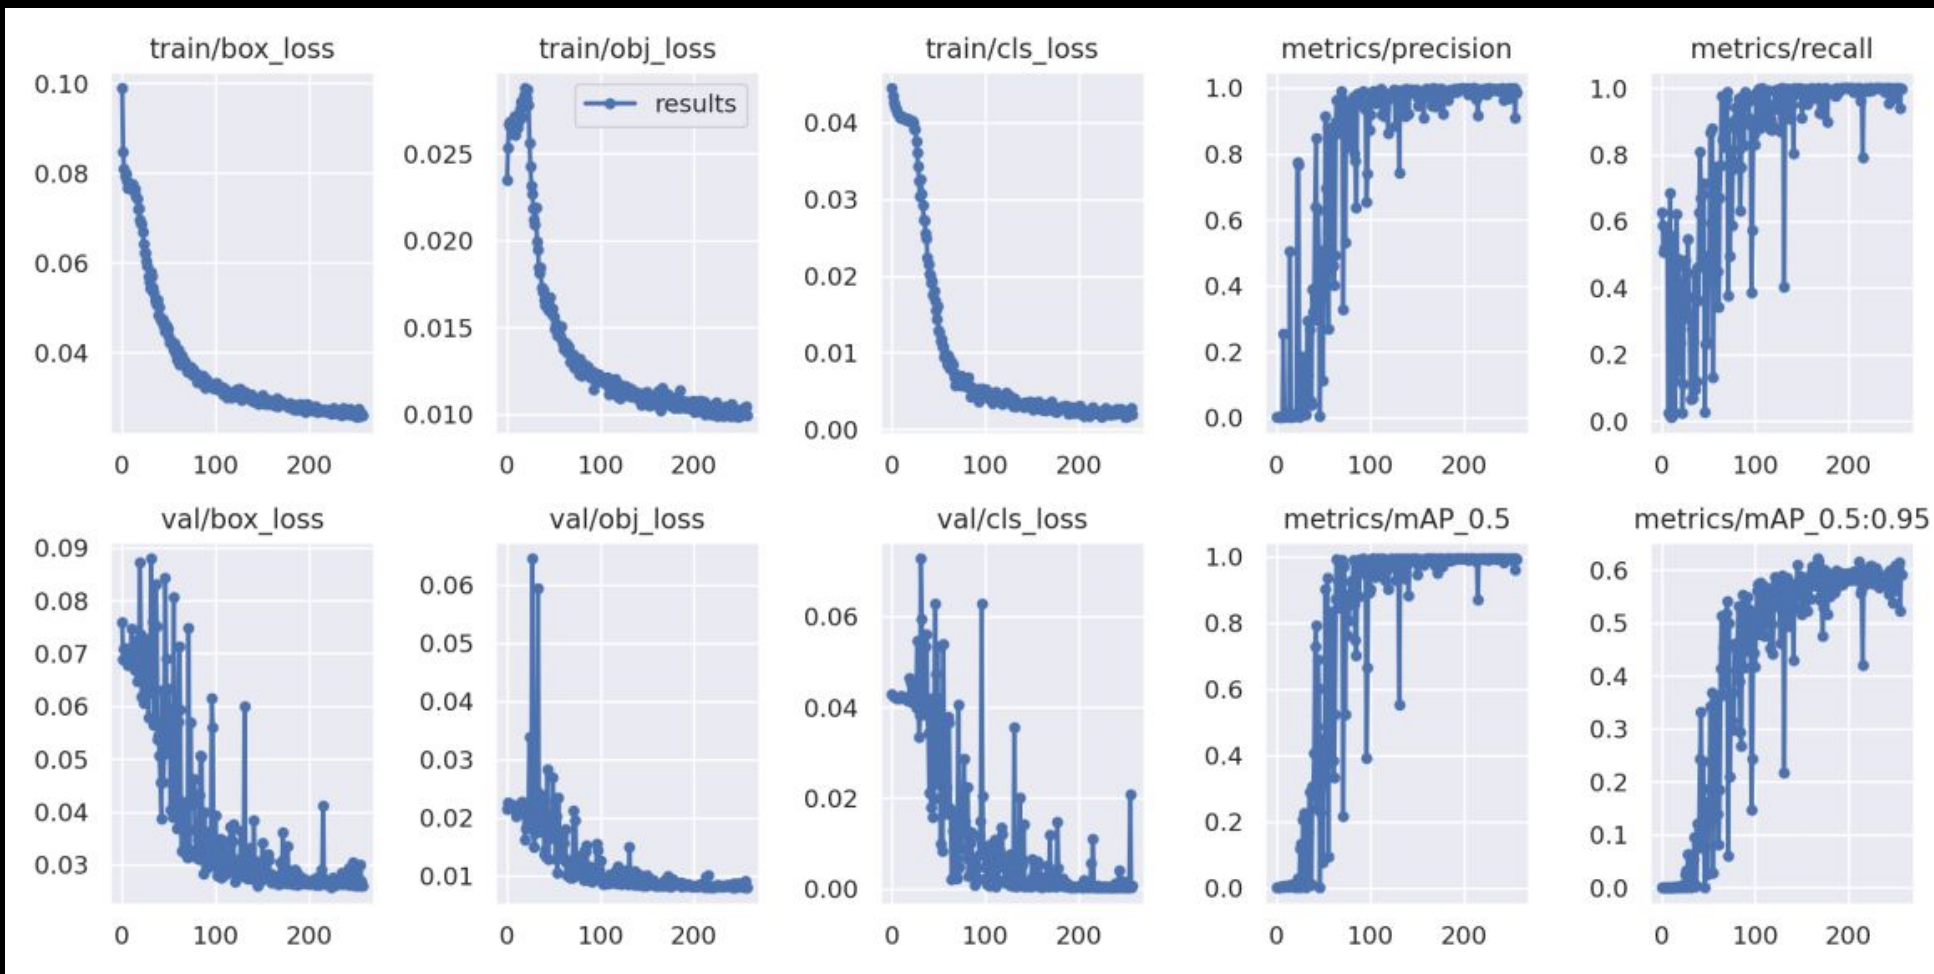 train/box_loss
train/obj_loss
train/cls_loss
metrics/precision
metrics/recall
0.10
0.08
0.06
0.04
0 100 200
results
0.025
0.020
0.015
0.010
0 100 200
0.04
0.03
0.02
0.01
0.00
0 100 200
1.0
0.8
0.6
0.4
0.2
0.0
0 100 200
1.0
0.8
0.6
0.4
0.2
0.0
0 100 200
val/box_loss
val/obj_loss
val/cls_loss
metrics/mAP_0.5
metrics/mAP_0.5:0.95
0.09
0.08
0.07
0.06
0.05
0.04
0.03
0 100 200
0.06
0.05
0.04
0.03
0.02
0.01
0 100 200
0.06
0.04
0.02
0.00
0 100 200
1.0
0.8
0.6
0.4
0.2
0.0
0 100 200
0.6
0.5
0.4
0.3
0.2
0.1
0.0
0 100 200